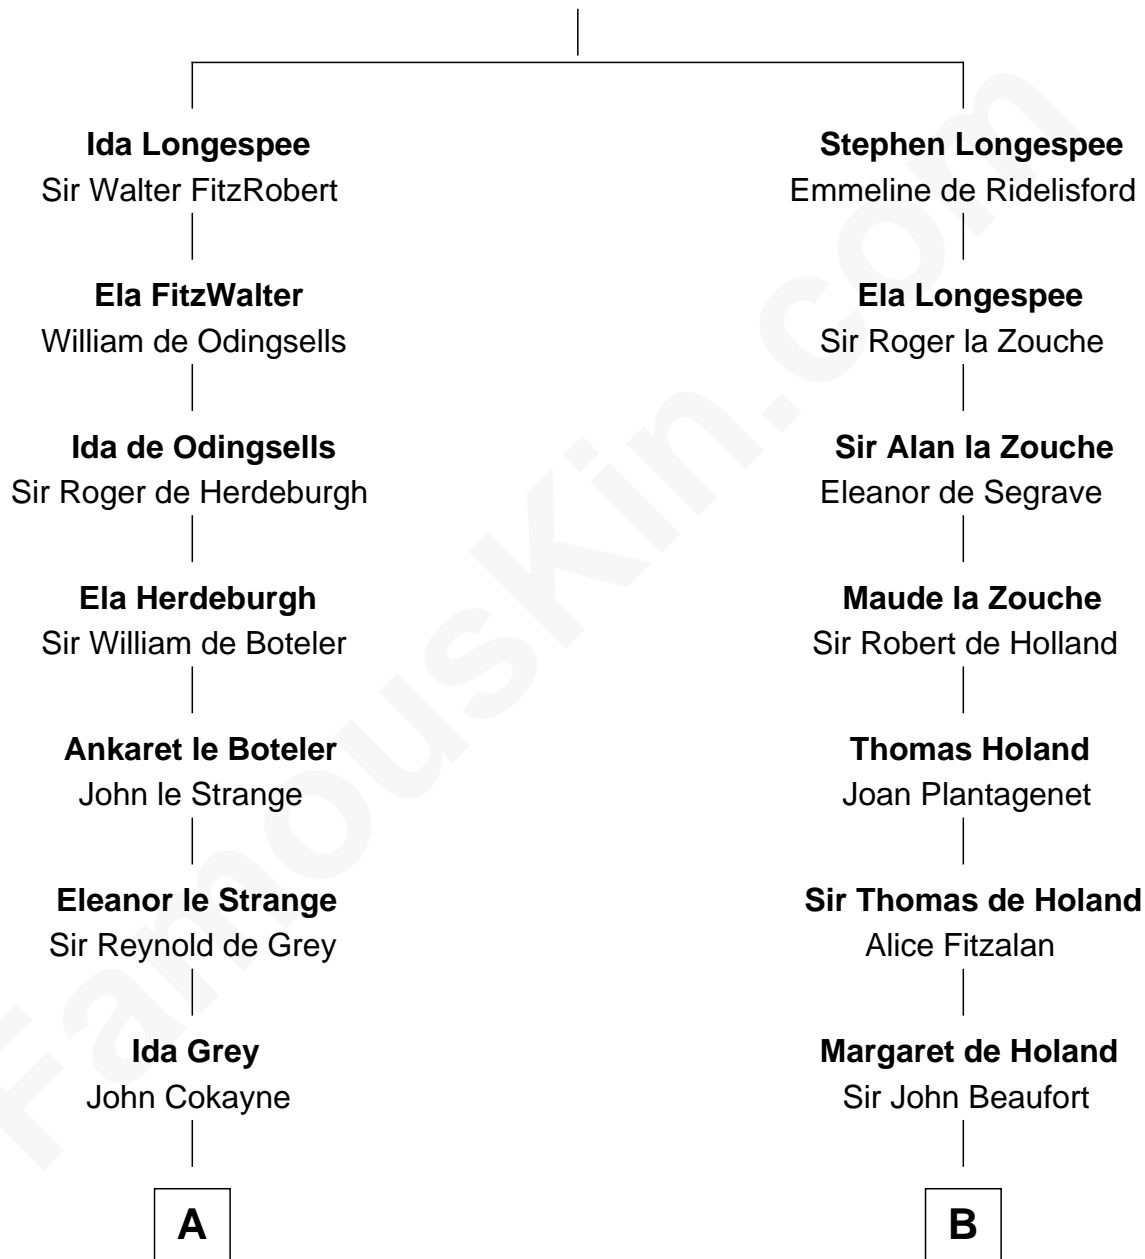 Ida Longespee
Sir Walter FitzRobert
Ela FitzWalter
William de Odingsells
Ida de Odingsells
Sir Roger de Herdeburgh
Ela Herdeburgh
Sir William de Boteler
Ankaret le Boteler
John le Strange
Eleanor le Strange
Sir Reynold de Grey
Ida Grey
John Cokayne
A
Stephen Longespee
Emmeline de Ridelisford
Ela Longespee
Sir Roger la Zouche
Sir Alan la Zouche
Eleanor de Segrave
Maude la Zouche
Sir Robert de Holland
Thomas Holand
Joan Plantagenet
Sir Thomas de Holand
Alice Fitzalan
Margaret de Holand
Sir John Beaufort
B
FamousKin.com